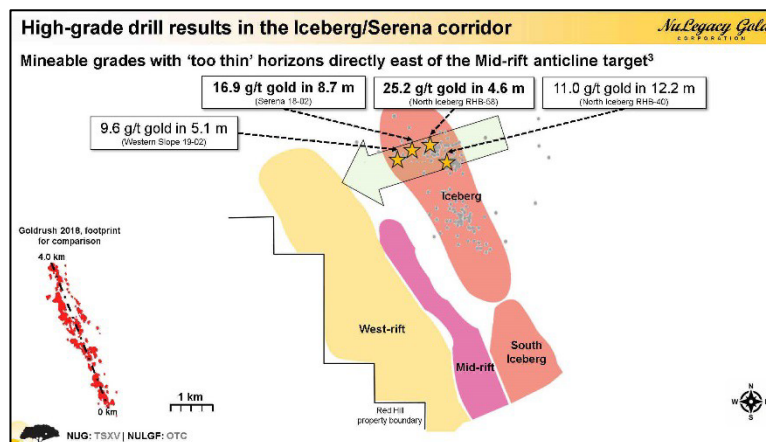 High-grade drill results in the Iceberg/Serena corridor
NuLegacy Gold
CORPORATION
Mineable grades with ‘too thin’ horizons directly east of the Mid-rift anticline target³
16.9 g/t gold in 8.7 m
(Serena 18-02)
25.2 g/t gold in 4.6 m
(North Iceberg RHB-58)
11.0 g/t gold in 12.2 m
(North Iceberg RHB-40)
9.6 g/t gold in 5.1 m
(Western Slope 19-02)
Iceberg
Goldrush 2018, footprint
for comparison
4.0 km
0 km
West-rift
Mid-rift
South
Iceberg
1 km
Red Hill
property boundary
N
W
E
S
NUG: TSXV | NULGF: OTC